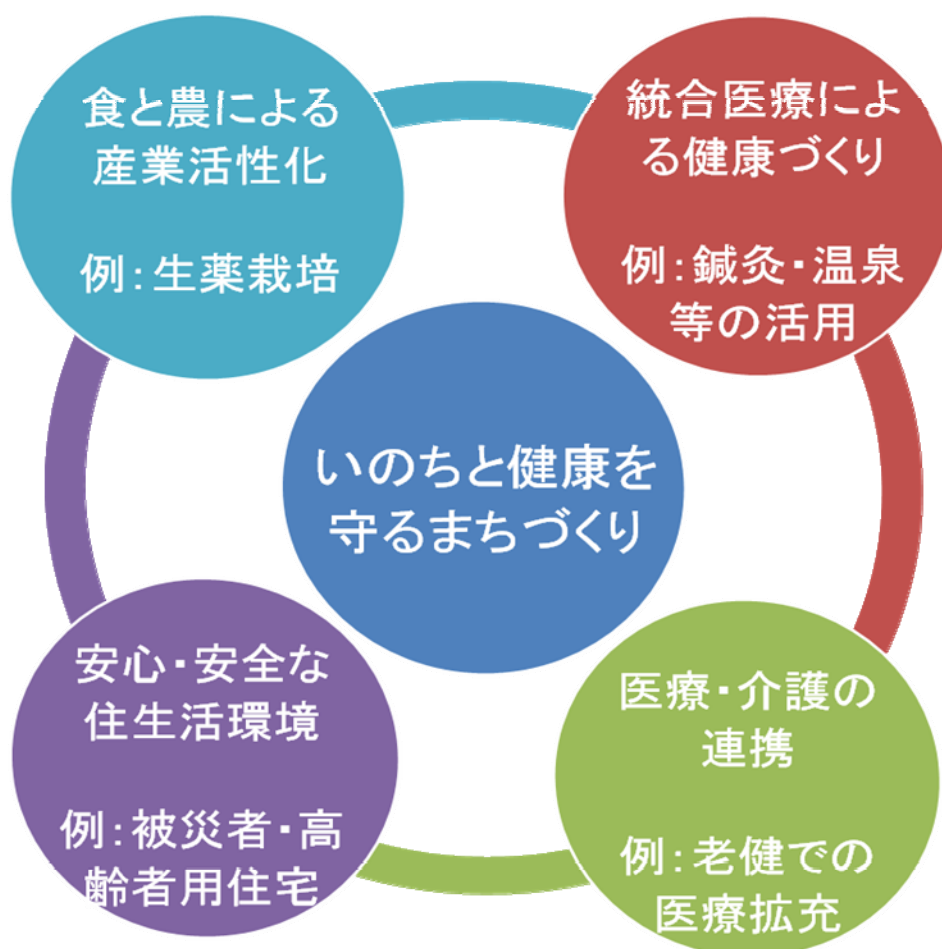 食と農による
産業活性化
例：生薬栽培
統合医療によ
る健康づくり
例：鍼灸・温泉
等の活用
いのちと健康を
守るまちづくり
安心・安全な
住生活環境
例：被災者・高
齢者用住宅
医療・介護の
連携
例：老健での
医療拡充